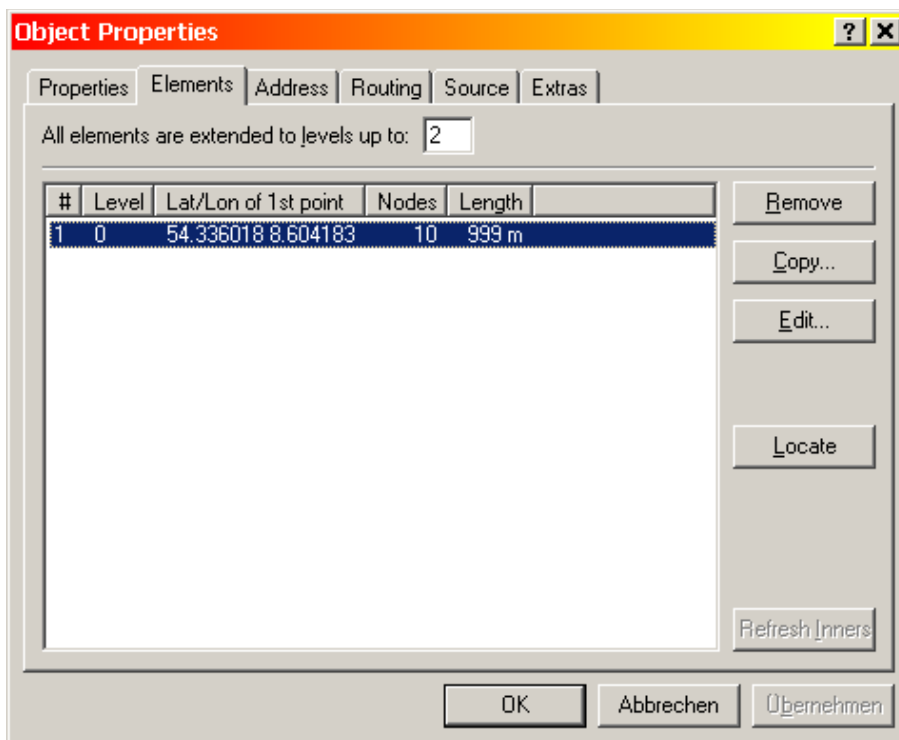 Object Properties
Properties Elements Address Routing Source Extras
All elements are extended to levels up to: 2
# Level Lat/Lon of 1st point Nodes Length
1 0 54.336018 8.604183 10 999 m
Remove
Copy...
Edit...
Locate
Refresh Inners
OK Abbrechen Übernehmen